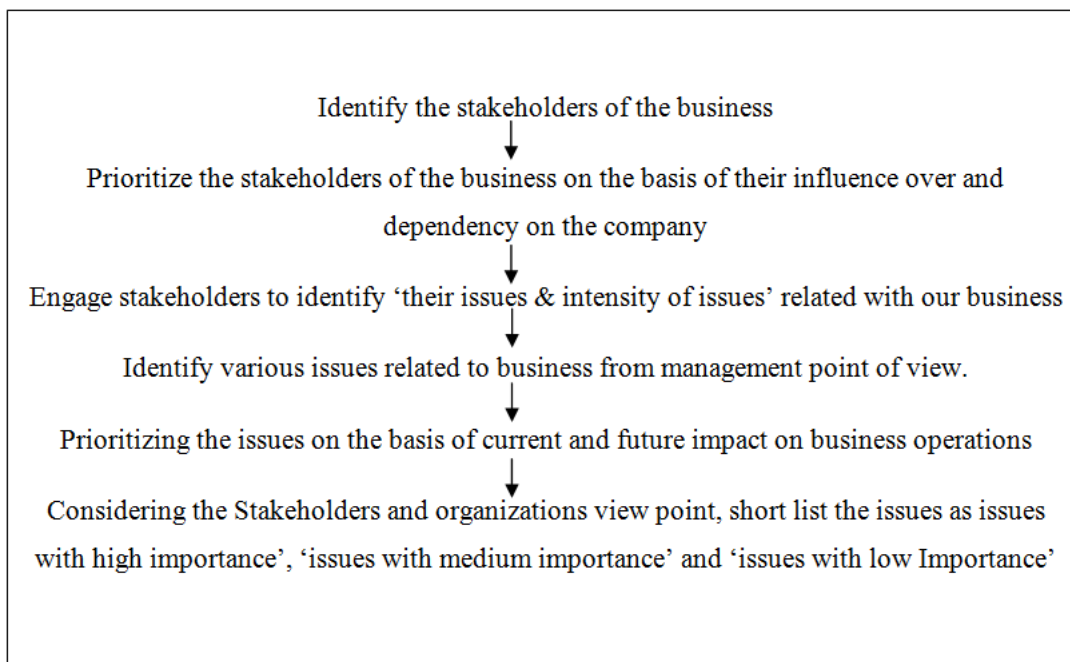 Identify the stakeholders of the business
Prioritize the stakeholders of the business on the basis of their influence over and
dependency on the company
Engage stakeholders to identify ‘their issues & intensity of issues’ related with our business
Identify various issues related to business from management point of view.
Prioritizing the issues on the basis of current and future impact on business operations
Considering the Stakeholders and organizations view point, short list the issues as issues
with high importance’, ‘issues with medium importance’ and ‘issues with low Importance’